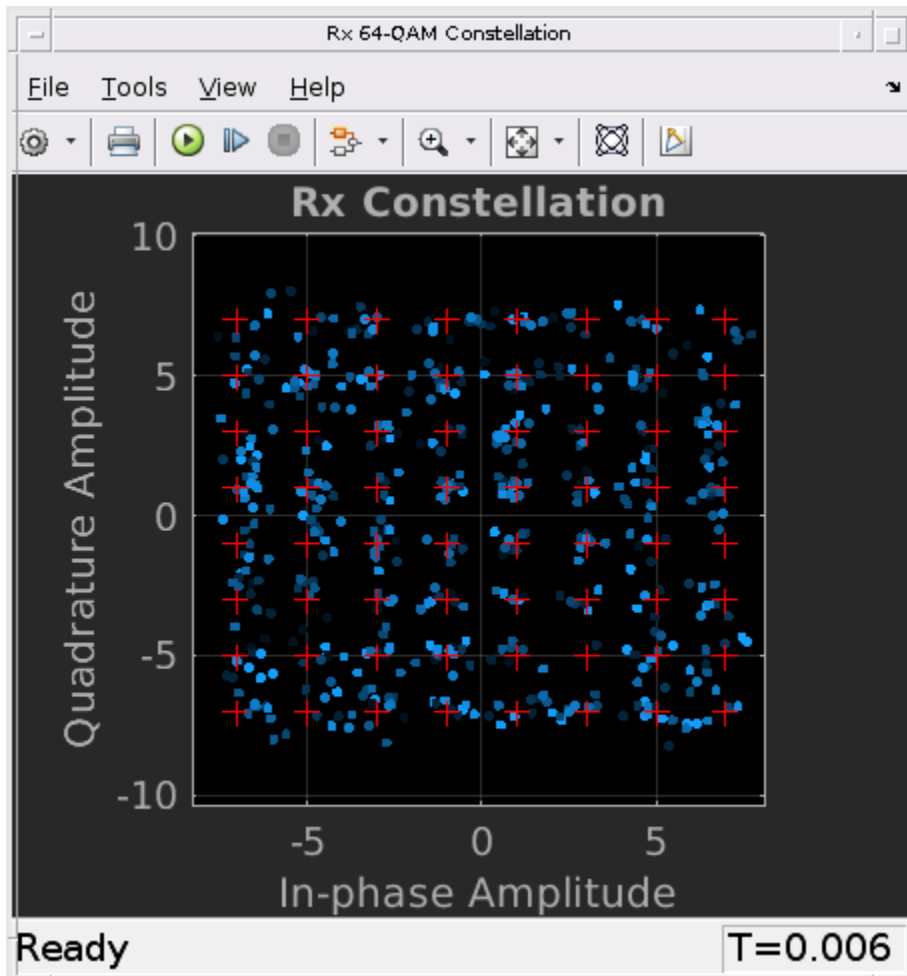 Rx 64-QAM Constellation
File Tools View Help
Rx Constellation
10
5
0
-5
-10
Quadrature Amplitude
-5 0 5
In-phase Amplitude
Ready T=0.006